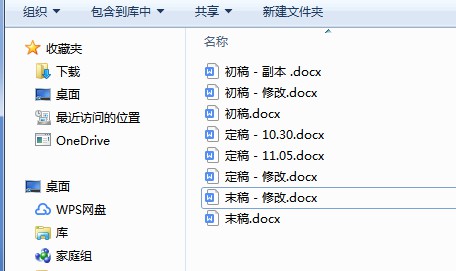 组织 包含到库中 共享 新建文件夹
收藏夹
下载
桌面
最近访问的位置
OneDrive
桌面
WPS网盘
库
家庭组
名称
初稿 - 副本 .docx
初稿 - 修改.docx
初稿.docx
定稿 - 10.30.docx
定稿 - 11.05.docx
定稿 - 修改.docx
末稿 - 修改.docx
末稿.docx